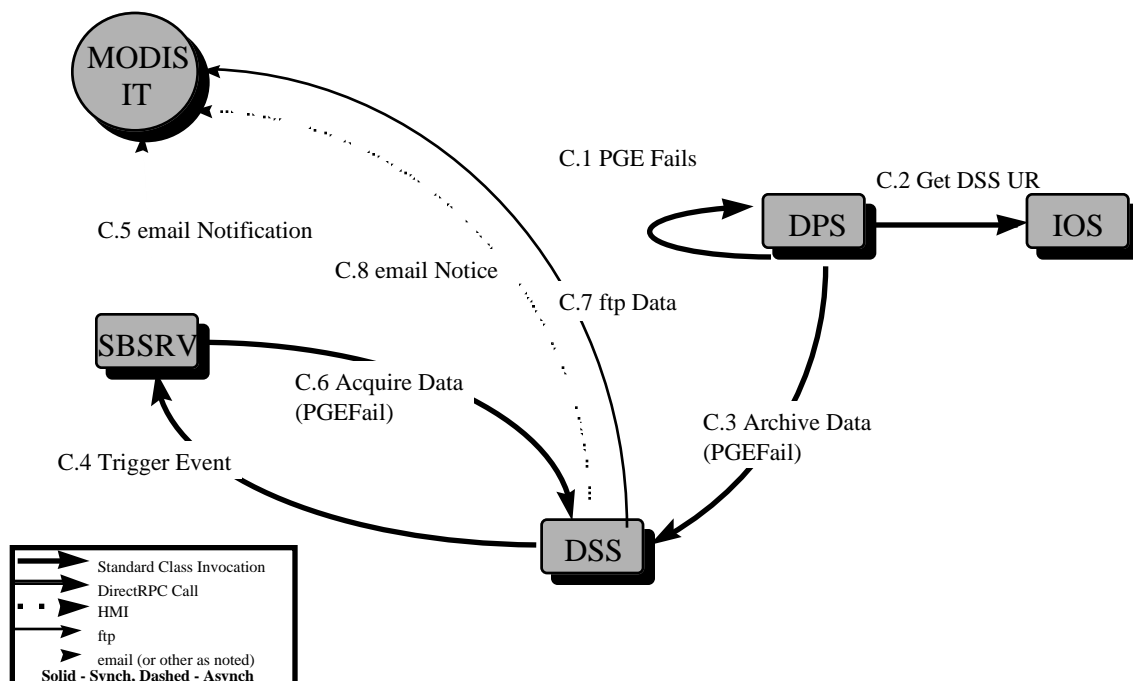 MODIS
IT
C.1 PGE Fails
C.2 Get DSS UR
DPS
IOS
C.5 email Notification
C.8 email Notice
C.7 ftp Data
SBSRV
C.6 Acquire Data
(PGEFail)
C.3 Archive Data
(PGEFail)
C.4 Trigger Event
DSS
Standard Class Invocation
DirectRPC Call
HMI
ftp
email (or other as noted)
Solid - Synch, Dashed - Asynch